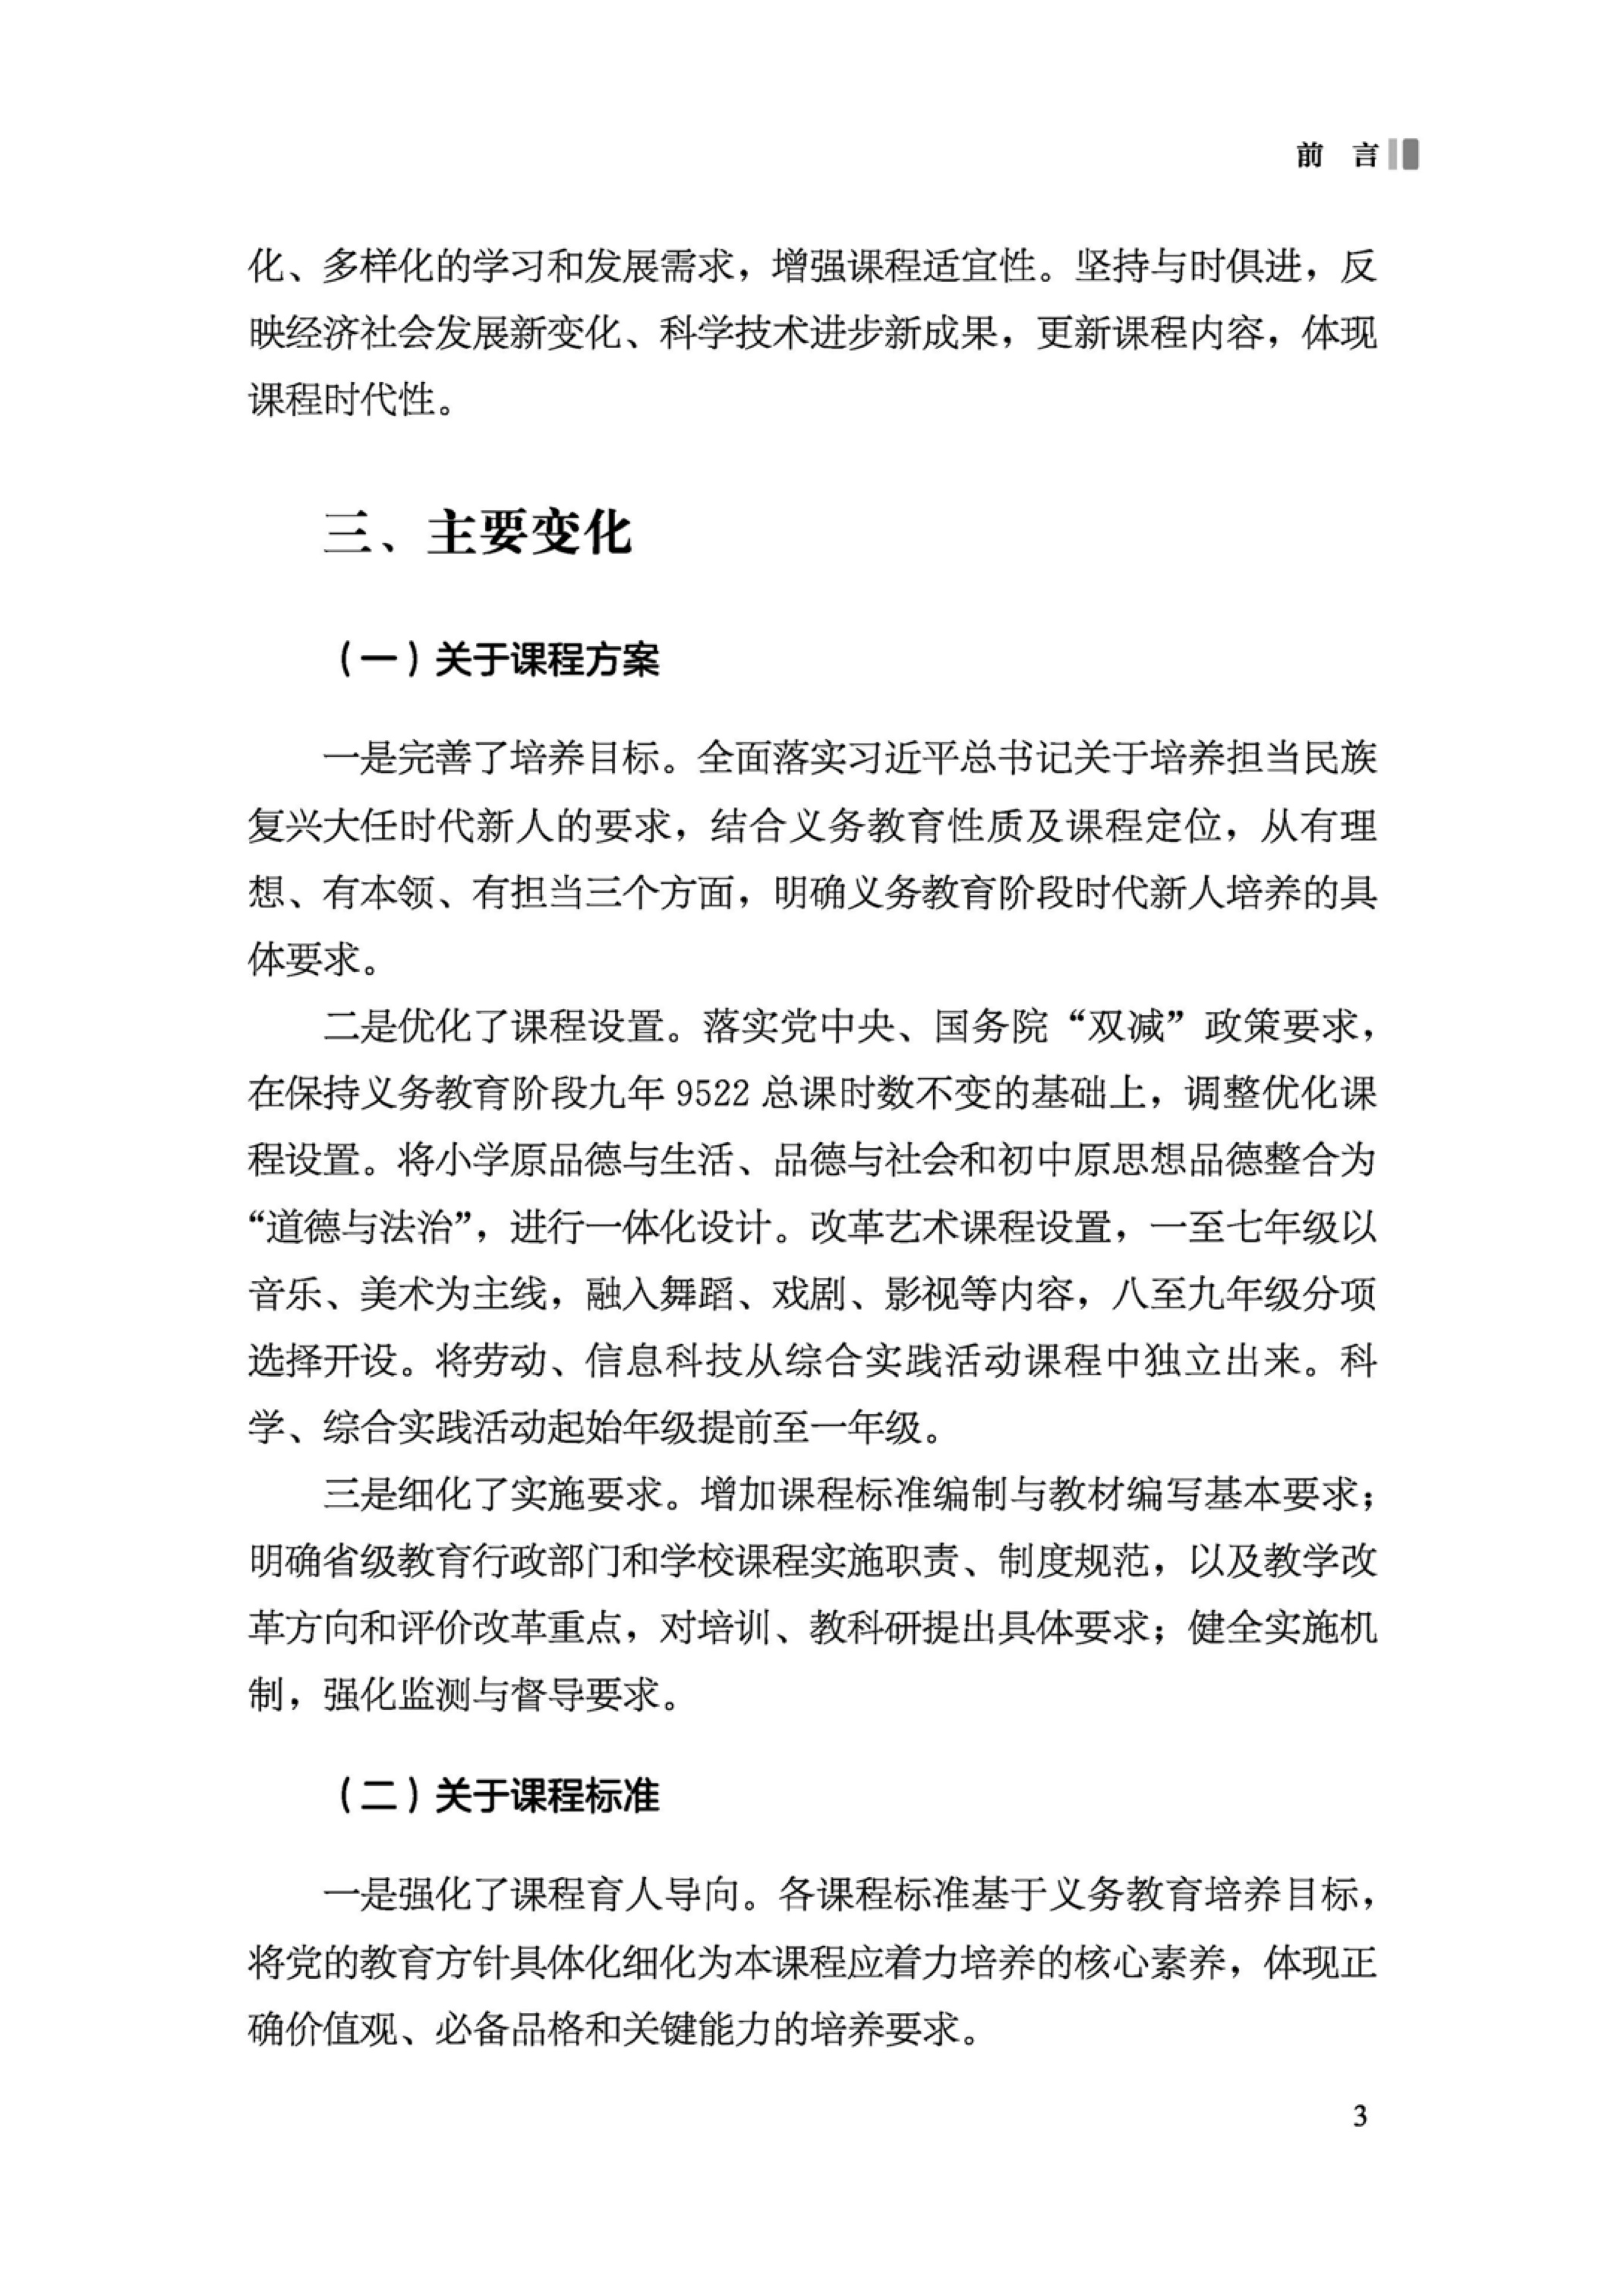 前 言
化、多样化的学习和发展需求，增强课程适宜性。坚持与时俱进，反
映经济社会发展新变化、科学技术进步新成果，更新课程内容，体现
课程时代性。
三、主要变化
（一）关于课程方案
一是完善了培养目标。全面落实习近平总书记关于培养担当民族
复兴大任时代新人的要求，结合义务教育性质及课程定位，从有理
想、有本领、有担当三个方面，明确义务教育阶段时代新人培养的具
体要求。
二是优化了课程设置。落实党中央、国务院“双减”政策要求，
在保持义务教育阶段九年 9522 总课时数不变的基础上，调整优化课
程设置。将小学原品德与生活、品德与社会和初中原思想品德整合为
“道德与法治”，进行一体化设计。改革艺术课程设置，一至七年级以
音乐、美术为主线，融入舞蹈、戏剧、影视等内容，八至九年级分项
选择开设。将劳动、信息科技从综合实践活动课程中独立出来。科
学、综合实践活动起始年级提前至一年级。
三是细化了实施要求。增加课程标准编制与教材编写基本要求；
明确省级教育行政部门和学校课程实施职责、制度规范，以及教学改
革方向和评价改革重点，对培训、教科研提出具体要求；健全实施机
制，强化监测与督导要求。
（二）关于课程标准
一是强化了课程育人导向。各课程标准基于义务教育培养目标，
将党的教育方针具体化细化为本课程应着力培养的核心素养，体现正
确价值观、必备品格和关键能力的培养要求。
3